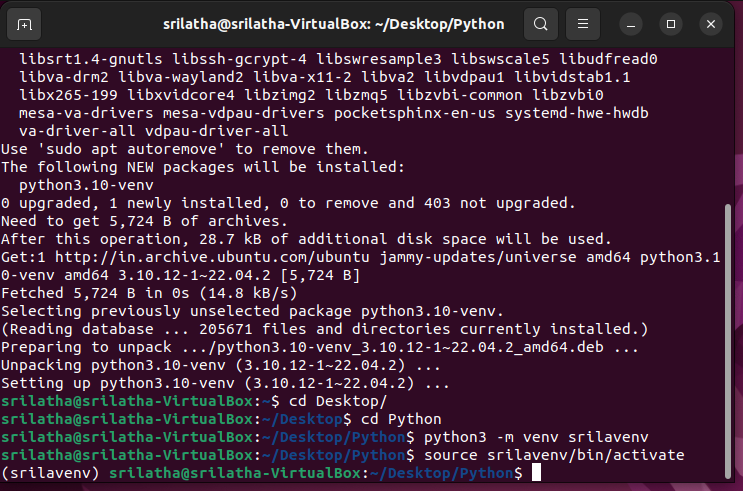 srilatha@srilatha-VirtualBox: ~/Desktop/Python
libsrt1.4-gnutls libssh-gcrypt-4 libswresample3 libswscale5 libudfread0
libva-drm2 libva-wayland2 libva-x11-2 libva2 libvdpau1 libvidstab1.1
libx265-199 libxvidcore4 libzimg2 libzmq5 libzvbi-common libzvbi0
mesa-va-drivers mesa-vdpau-drivers pocketsphinx-en-us systemd-hwe-hwdb
va-driver-all vdpau-driver-all
Use 'sudo apt autoremove' to remove them.
The following NEW packages will be installed:
python3.10-venv
0 upgraded, 1 newly installed, 0 to remove and 403 not upgraded.
Need to get 5,724 B of archives.
After this operation, 28.7 kB of additional disk space will be used.
Get:1 http://in.archive.ubuntu.com/ubuntu jammy-updates/universe amd64 python3.1
0-venv amd64 3.10.12-1~22.04.2 [5,724 B]
Fetched 5,724 B in 0s (14.8 kB/s)
Selecting previously unselected package python3.10-venv.
(Reading database ... 205671 files and directories currently installed.)
Preparing to unpack .../python3.10-venv_3.10.12-1~22.04.2_amd64.deb ...
Unpacking python3.10-venv (3.10.12-1~22.04.2) ...
Setting up python3.10-venv (3.10.12-1~22.04.2) ...
srilatha@srilatha-VirtualBox:~$ cd Desktop/
srilatha@srilatha-VirtualBox:~/Desktop$ cd Python
srilatha@srilatha-VirtualBox:~/Desktop/Python$ python3 -m venv srilavenv
srilatha@srilatha-VirtualBox:~/Desktop/Python$ source srilavenv/bin/activate
(srilavenv) srilatha@srilatha-VirtualBox:~/Desktop/Python$